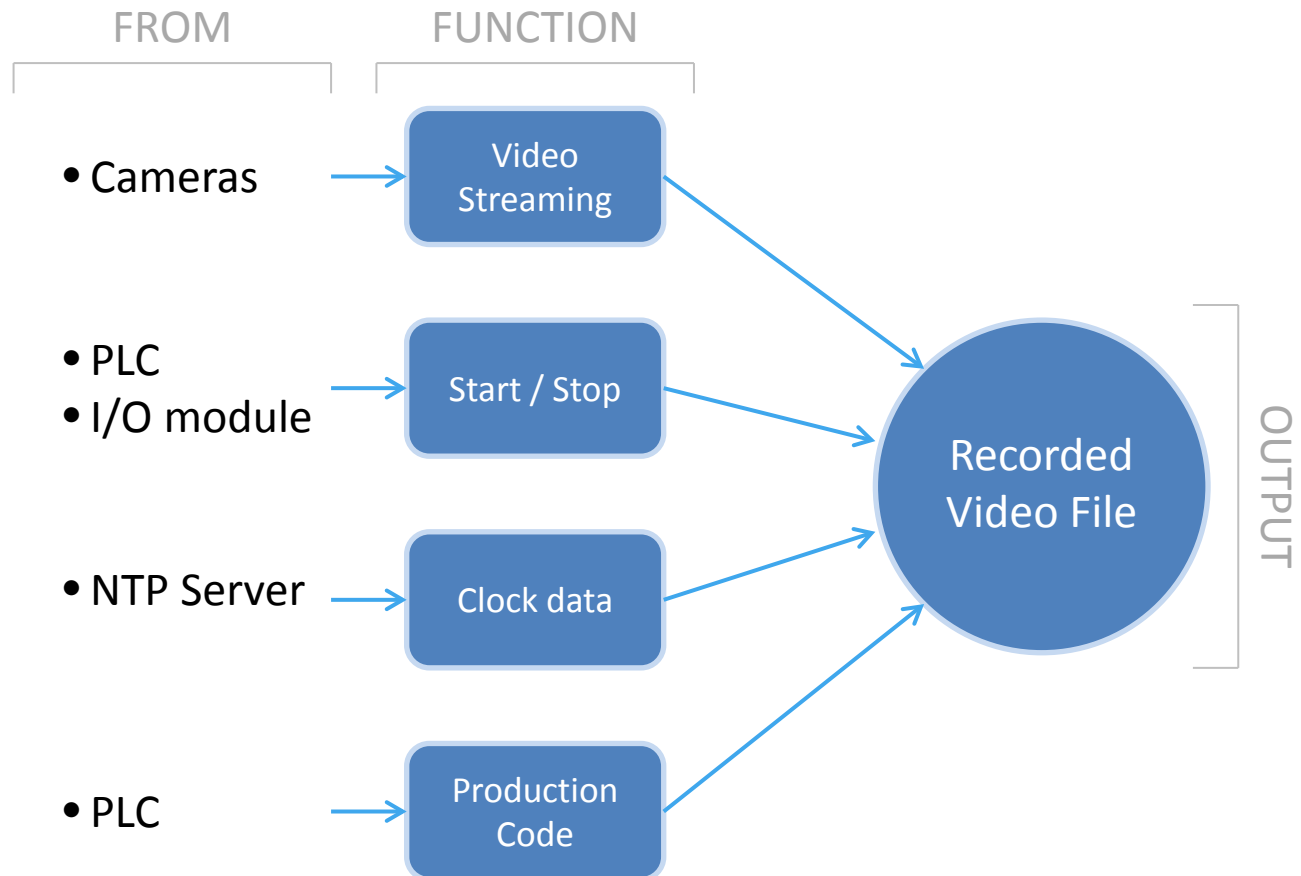 FROM
FUNCTION
• Cameras
Video
Streaming
• PLC
• I/O module
Start / Stop
Recorded
Video File
OUTPUT
• NTP Server
Clock data
• PLC
Production
Code